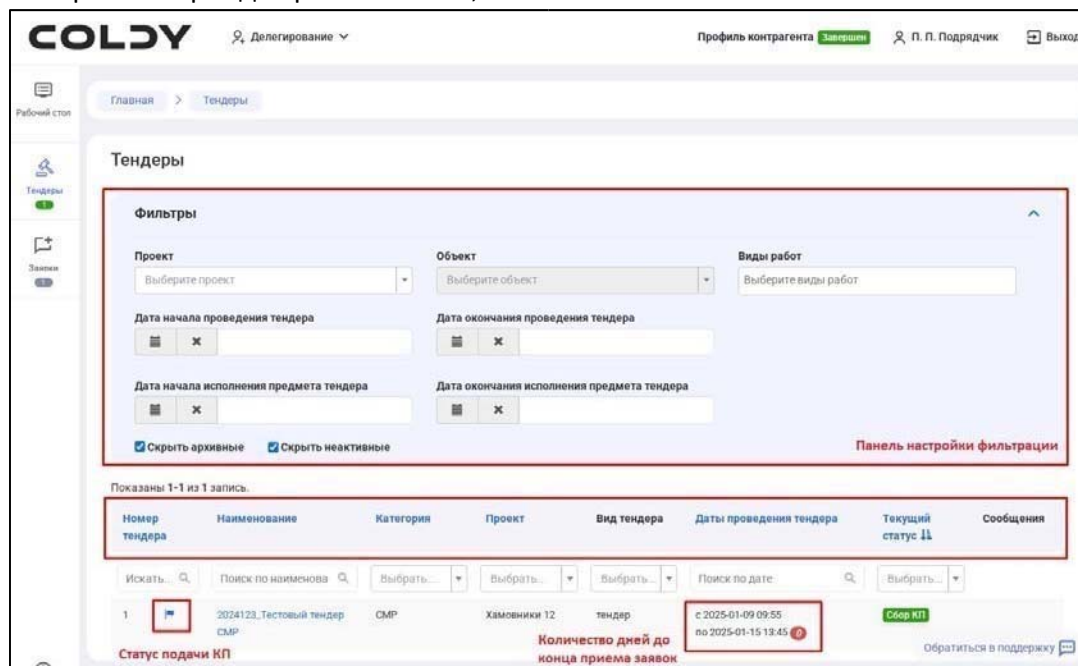 COLDY
Делегирование
Профиль контрагента Завершен
П. П. Подрядчик
Выход
Рабочий стол
Главная > Тендеры
Тендеры
1
Заявки
Тендеры
Фильтры
Проект
Объект
Виды работ
Выберите проект
Выберите объект
Выберите виды работ
Дата начала проведения тендера
Дата окончания проведения тендера
Дата начала исполнения предмета тендера
Дата окончания исполнения предмета тендера
Скрыть архивные
Скрыть неактивные
Панель настройки фильтрации
Показаны 1-1 из 1 запись.
Номер тендера
Наименование
Категория
Проект
Вид тендера
Даты проведения тендера
Текущий статус
Сообщения
Искать...
Поиск по наименова
Выбрать...
Выбрать...
Выбрать...
Поиск по дате
Выбрать...
1
2024123_Тестовый тендер
СМР
СМР
Хамовники 12
тендер
с 2025-01-09 09:55
по 2025-01-15 13:45 0
Сбор КП
Статус подачи КП
Количество дней до
конца приема заявок
Обратиться в поддержку